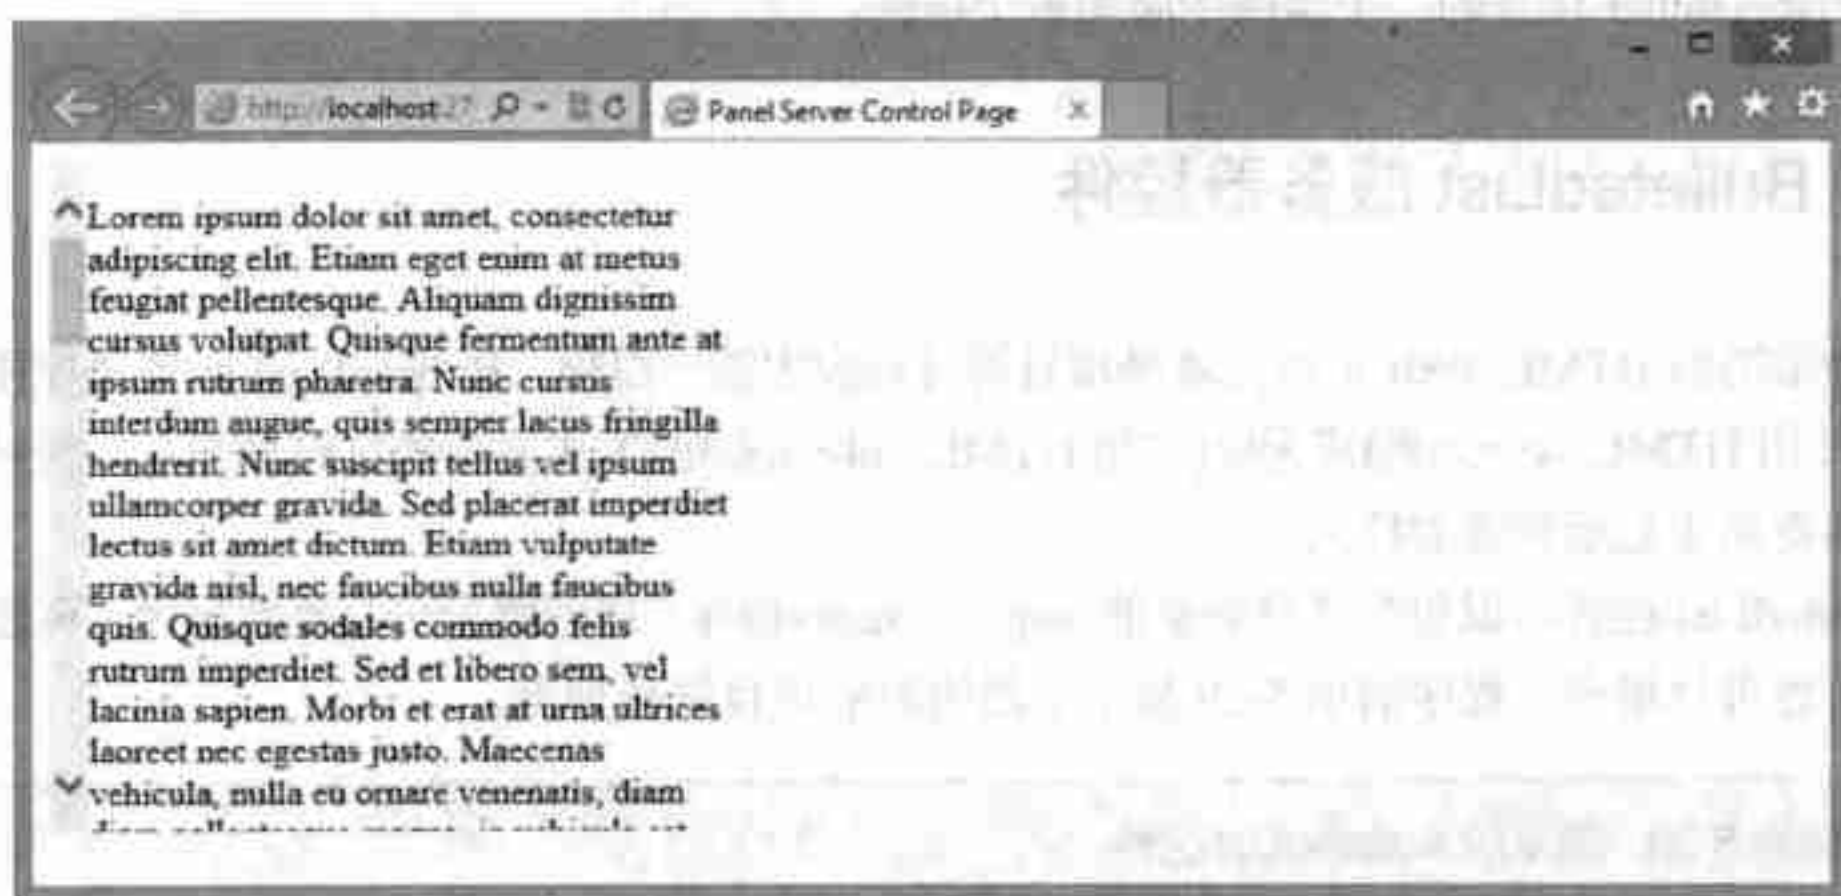 http://localhost:27
Panel Server Control Page
Lorem ipsum dolor sit amet, consectetur
adipiscing elit. Etiam eget enim at metus
feugiat pellentesque. Aliquam dignissim
cursus volutpat. Quisque fermentum ante at
ipsum rutrum pharetra. Nunc cursus
interdum augue, quis semper lacus fringilla
hendrerit. Nunc suscipit tellus vel ipsum
ullamcorper gravida. Sed placerat imperdiet
lectus sit amet dictum. Etiam vulputate
gravida nisl, nec faucibus nulla faucibus
quis. Quisque sodales commodo felis
rutrum imperdiet. Sed et libero sem, vel
lacinia sapien. Morbi et erat at urna ultrices
laoreet nec egestas justo. Maecenas
vehicula, nulla eu ornare venenatis, diam